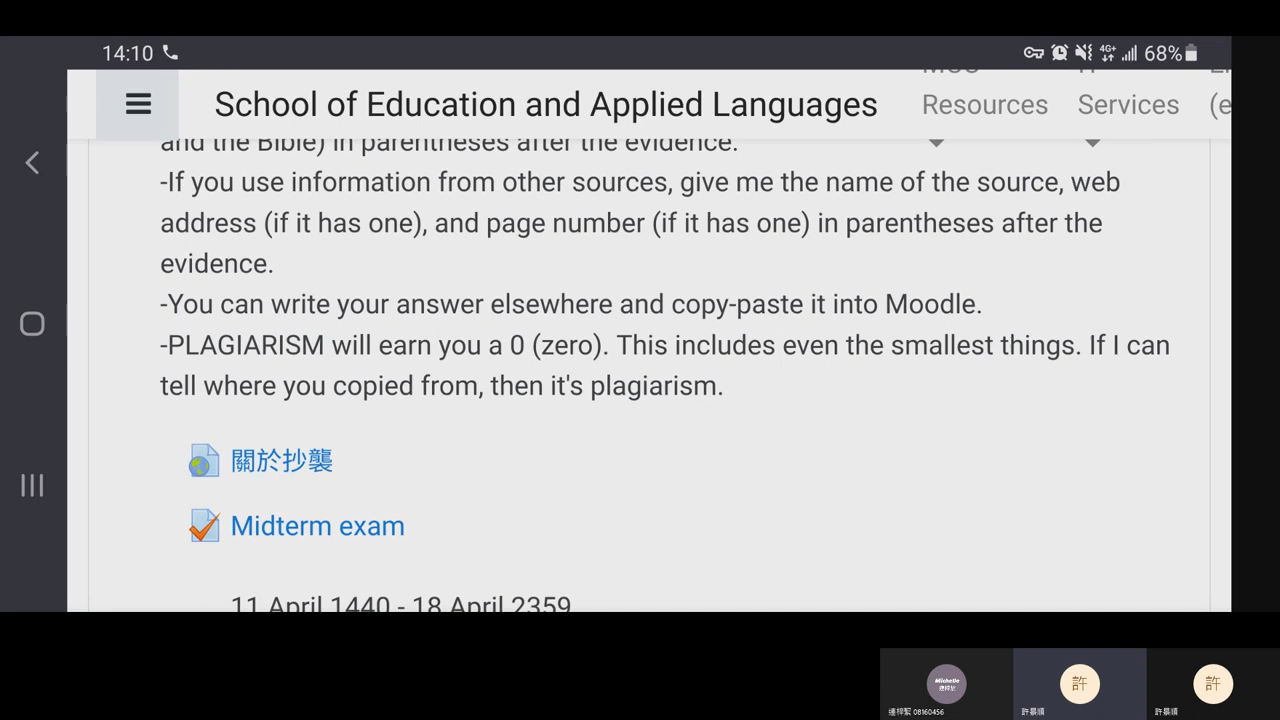 14:10
4G+ 68%
School of Education and Applied Languages
Resources
Services
(e
and the Bible) in parentheses after the evidence.
-If you use information from other sources, give me the name of the source, web
address (if it has one), and page number (if it has one) in parentheses after the
evidence.
-You can write your answer elsewhere and copy-paste it into Moodle.
-PLAGIARISM will earn you a 0 (zero). This includes even the smallest things. If I can
tell where you copied from, then it's plagiarism.
關於抄襲
Midterm exam
11 April 1440 - 18 April 2359
Michelle
許
許
08160456